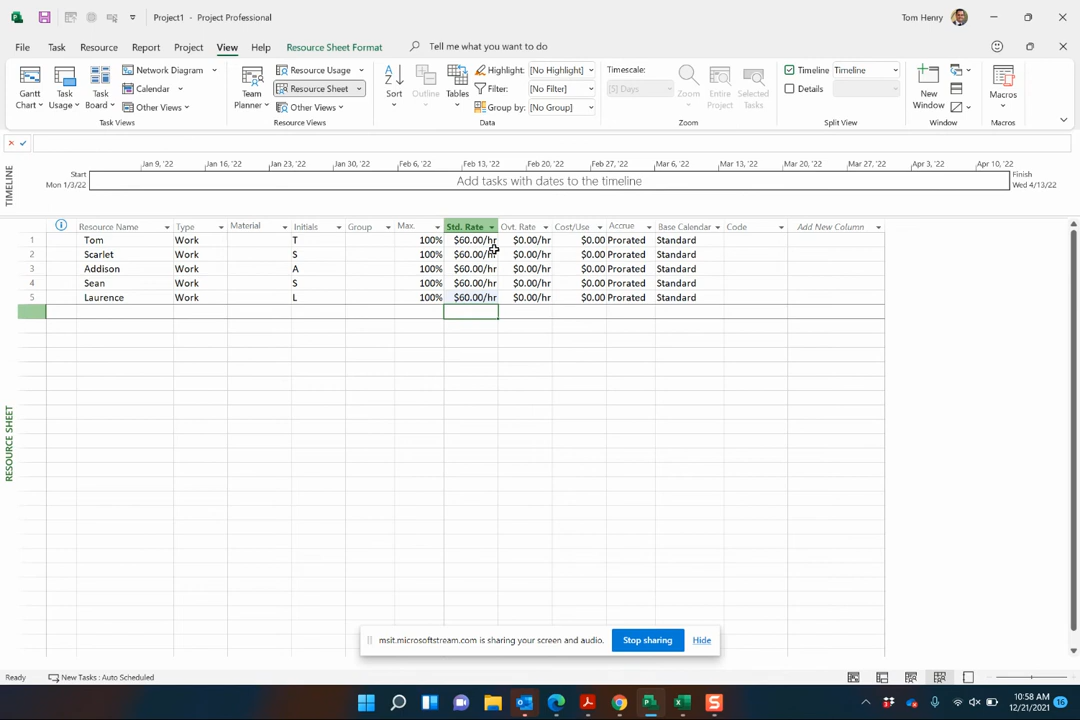 Project1 - Project Professional
Tom Henry
File Task Resource Report Project View Help Resource Sheet Format Tell me what you want to do
Gantt Chart
Task Usage
Task Board
Network Diagram
Calendar
Other Views
Task Views
Team Planner
Resource Usage
Resource Sheet
Other Views
Resource Views
Sort
Outline
Tables
Highlight: [No Highlight]
Filter: [No Filter]
Group by: [No Group]
Data
Timescale:
[5] Days
Zoom
Entire Project
Selected Tasks
Zoom
Timeline Timeline
Details
Split View
New Window
Window
Macros
Macros
TIMELINE
Jan 9, '22 Jan 16, '22 Jan 23, '22 Jan 30, '22 Feb 6, '22 Feb 13, '22 Feb 20, '22 Feb 27, '22 Mar 6, '22 Mar 13, '22 Mar 20, '22 Mar 27, '22 Apr 3, '22 Apr 10, '22
Start
Mon 1/3/22
Add tasks with dates to the timeline
Finish
Wed 4/13/22
RESOURCE SHEET
Resource Name Type Material Initials Group Max. Std. Rate Ovt. Rate Cost/Use Accrue Base Calendar Code Add New Column
1 Tom Work T 100% $60.00/hr $0.00/hr $0.00 Prorated Standard
2 Scarlet Work S 100% $60.00/hr $0.00/hr $0.00 Prorated Standard
3 Addison Work A 100% $60.00/hr $0.00/hr $0.00 Prorated Standard
4 Sean Work S 100% $60.00/hr $0.00/hr $0.00 Prorated Standard
5 Laurence Work L 100% $60.00/hr $0.00/hr $0.00 Prorated Standard
msit.microsoftstream.com is sharing your screen and audio. Stop sharing Hide
Ready New Tasks : Auto Scheduled
10:58 AM
12/21/2021
16